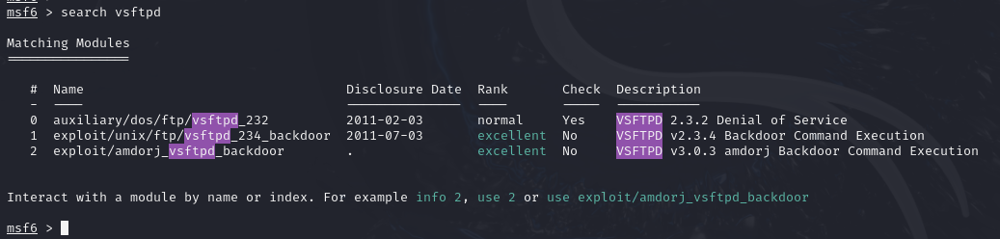 msf6 > search vsftpd
Matching Modules
================
# Name Disclosure Date Rank Check Description
- ---- --------------- ---- ----- -----------
0 auxiliary/dos/ftp/vsftpd_232 2011-02-03 normal Yes VSFTPD 2.3.2 Denial of Service
1 exploit/unix/ftp/vsftpd_234_backdoor 2011-07-03 excellent No VSFTPD v2.3.4 Backdoor Command Execution
2 exploit/amdorj_vsftpd_backdoor . excellent No VSFTPD v3.0.3 amdorj Backdoor Command Execution
Interact with a module by name or index. For example info 2, use 2 or use exploit/amdorj_vsftpd_backdoor
msf6 >